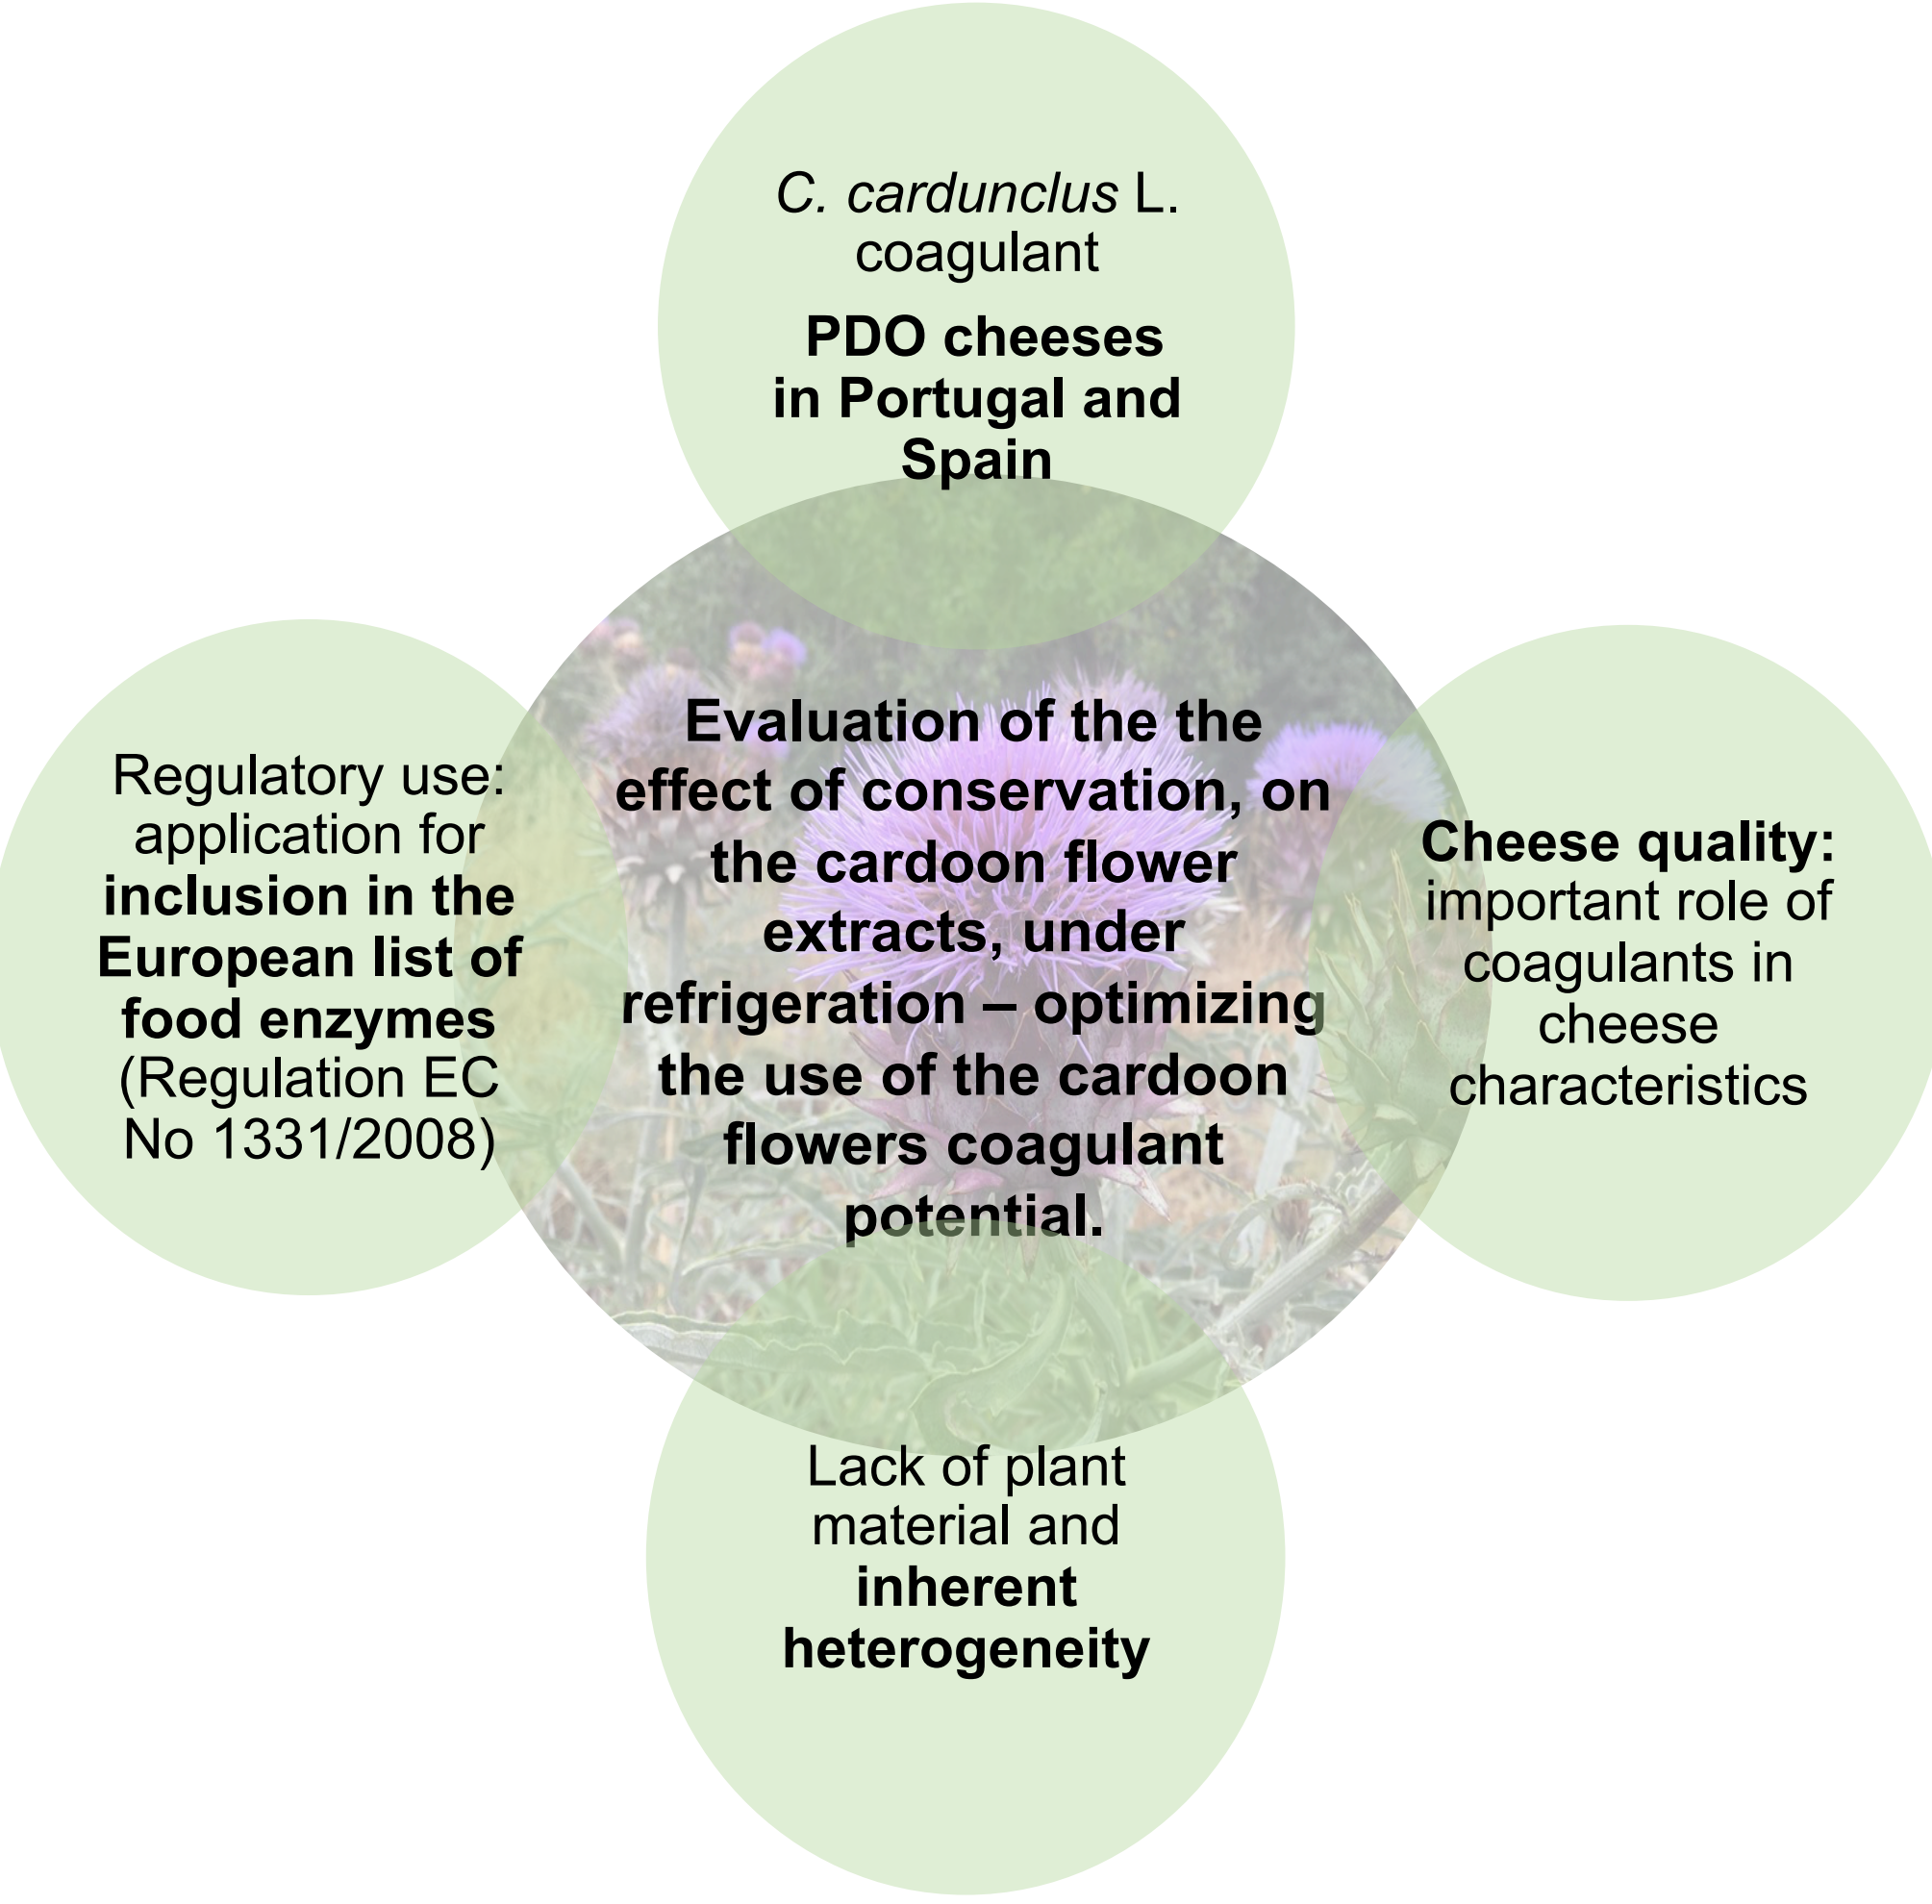 C. cardunclus L.
coagulant
PDO cheeses
in Portugal and
Spain
Regulatory use:
application for
inclusion in the
European list of
food enzymes
(Regulation EC
No 1331/2008)
Evaluation of the the
effect of conservation, on
the cardoon flower
extracts, under
refrigeration – optimizing
the use of the cardoon
flowers coagulant
potential.
Cheese quality:
important role of
coagulants in
cheese
characteristics
Lack of plant
material and
inherent
heterogeneity